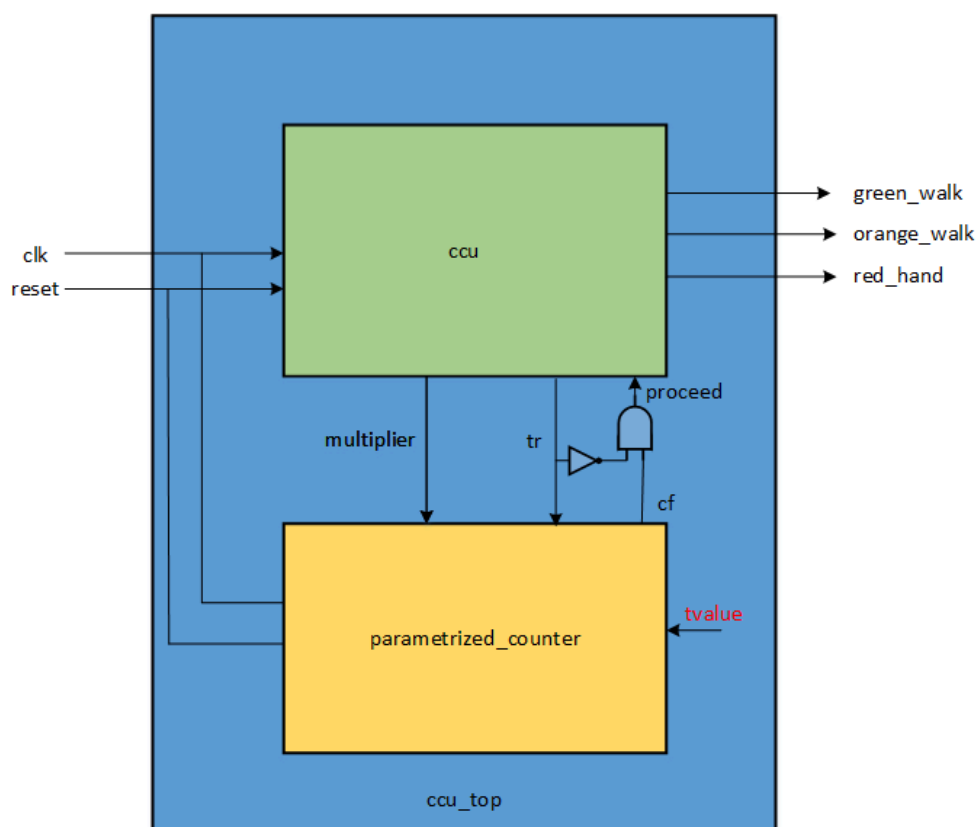 green_walk
clk
ccu
orange_walk
reset
red_hand
proceed
multiplier
tr
cf
tvalue
parametrized_counter
ccu_top